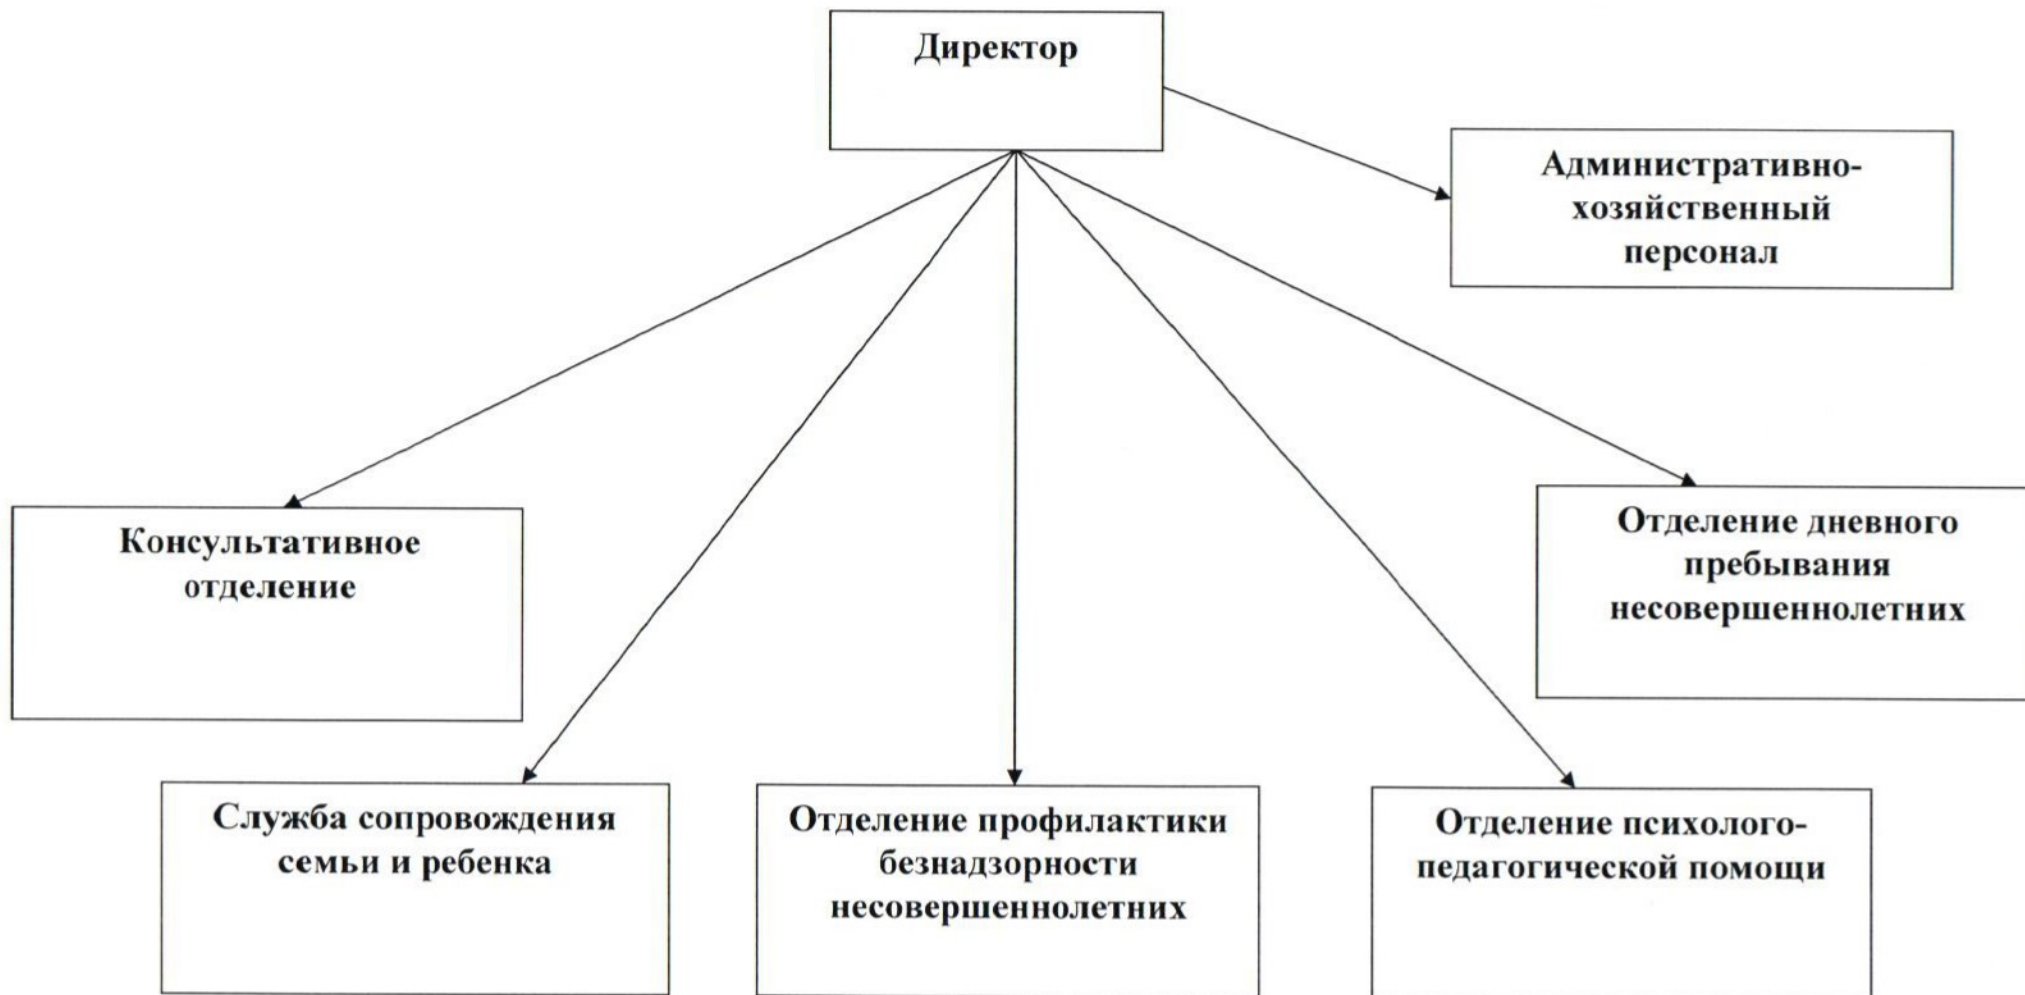 Директор
Административно-
хозяйственный
персонал
Консультативное
отделение
Отделение дневного
пребывания
несовершеннолетних
Служба сопровождения
семьи и ребенка
Отделение профилактики
безнадзорности
несовершеннолетних
Отделение психолого-
педагогической помощи